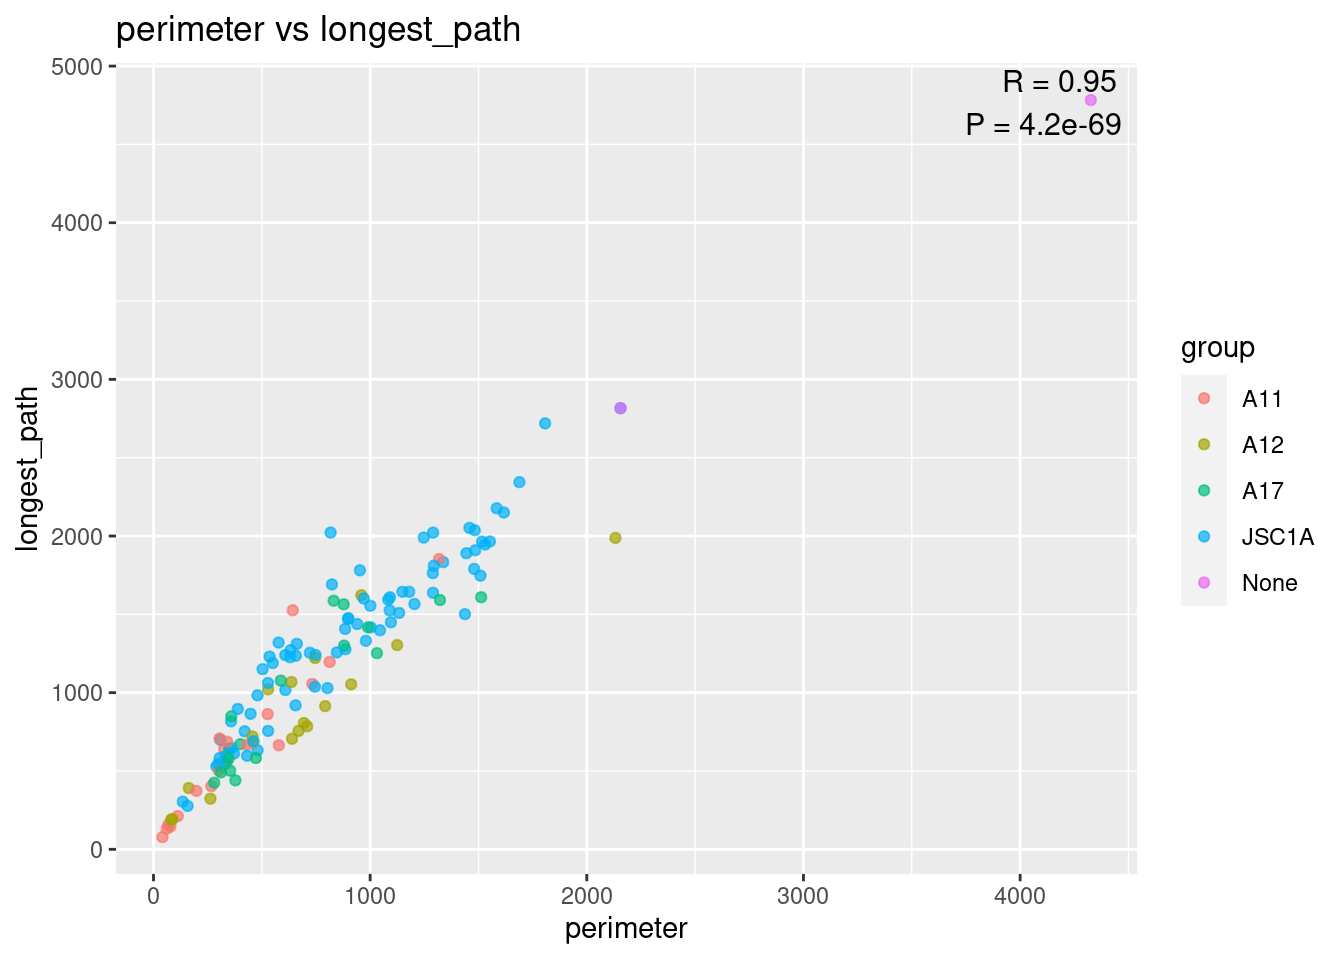 perimeter vs longest_path
R = 0.95
P = 4.2e-69
5000
4000
3000
2000
1000
0
longest_path
0 1000 2000 3000 4000
perimeter
group
A11
A12
A17
JSC1A
None